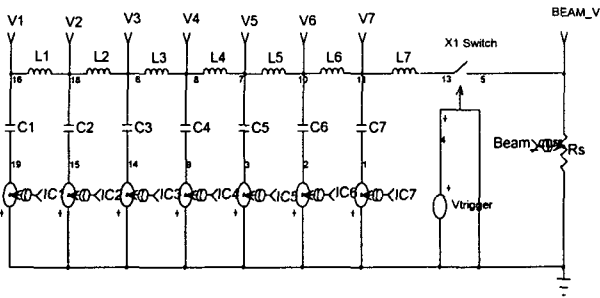 V1 V2 V3 V4 V5 V6 V7 BEAM_V
X1 Switch
L1 L2 L3 L4 L5 L6 L7
16 18 6 8 7 10 11 13 5
C1 C2 C3 C4 C5 C6 C7
4
Beam Rs
19 15 14 9 3 2 1
IC1 IC2 IC3 IC4 IC5 IC6 IC7
Vtrigger